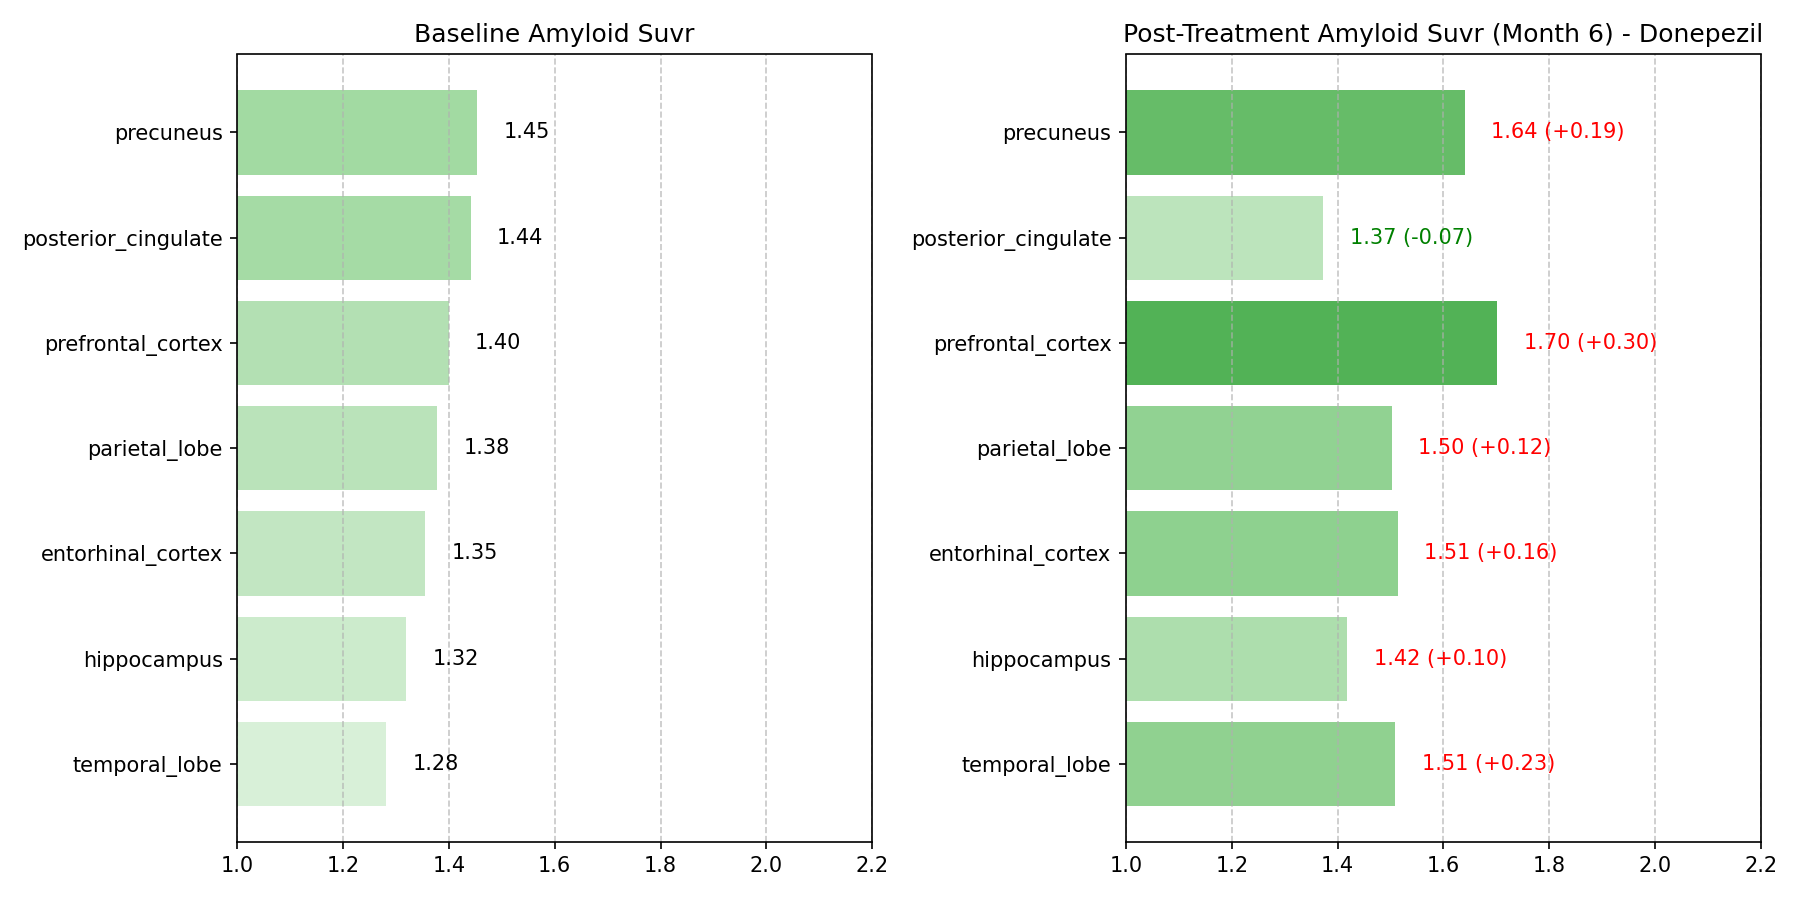 Baseline Amyloid Suvr
precuneus 1.45
posterior_cingulate 1.44
prefrontal_cortex 1.40
parietal_lobe 1.38
entorhinal_cortex 1.35
hippocampus 1.32
temporal_lobe 1.28
1.0 1.2 1.4 1.6 1.8 2.0 2.2
Post-Treatment Amyloid Suvr (Month 6) - Donepezil
precuneus 1.64 (+0.19)
posterior_cingulate 1.37 (-0.07)
prefrontal_cortex 1.70 (+0.30)
parietal_lobe 1.50 (+0.12)
entorhinal_cortex 1.51 (+0.16)
hippocampus 1.42 (+0.10)
temporal_lobe 1.51 (+0.23)
1.0 1.2 1.4 1.6 1.8 2.0 2.2